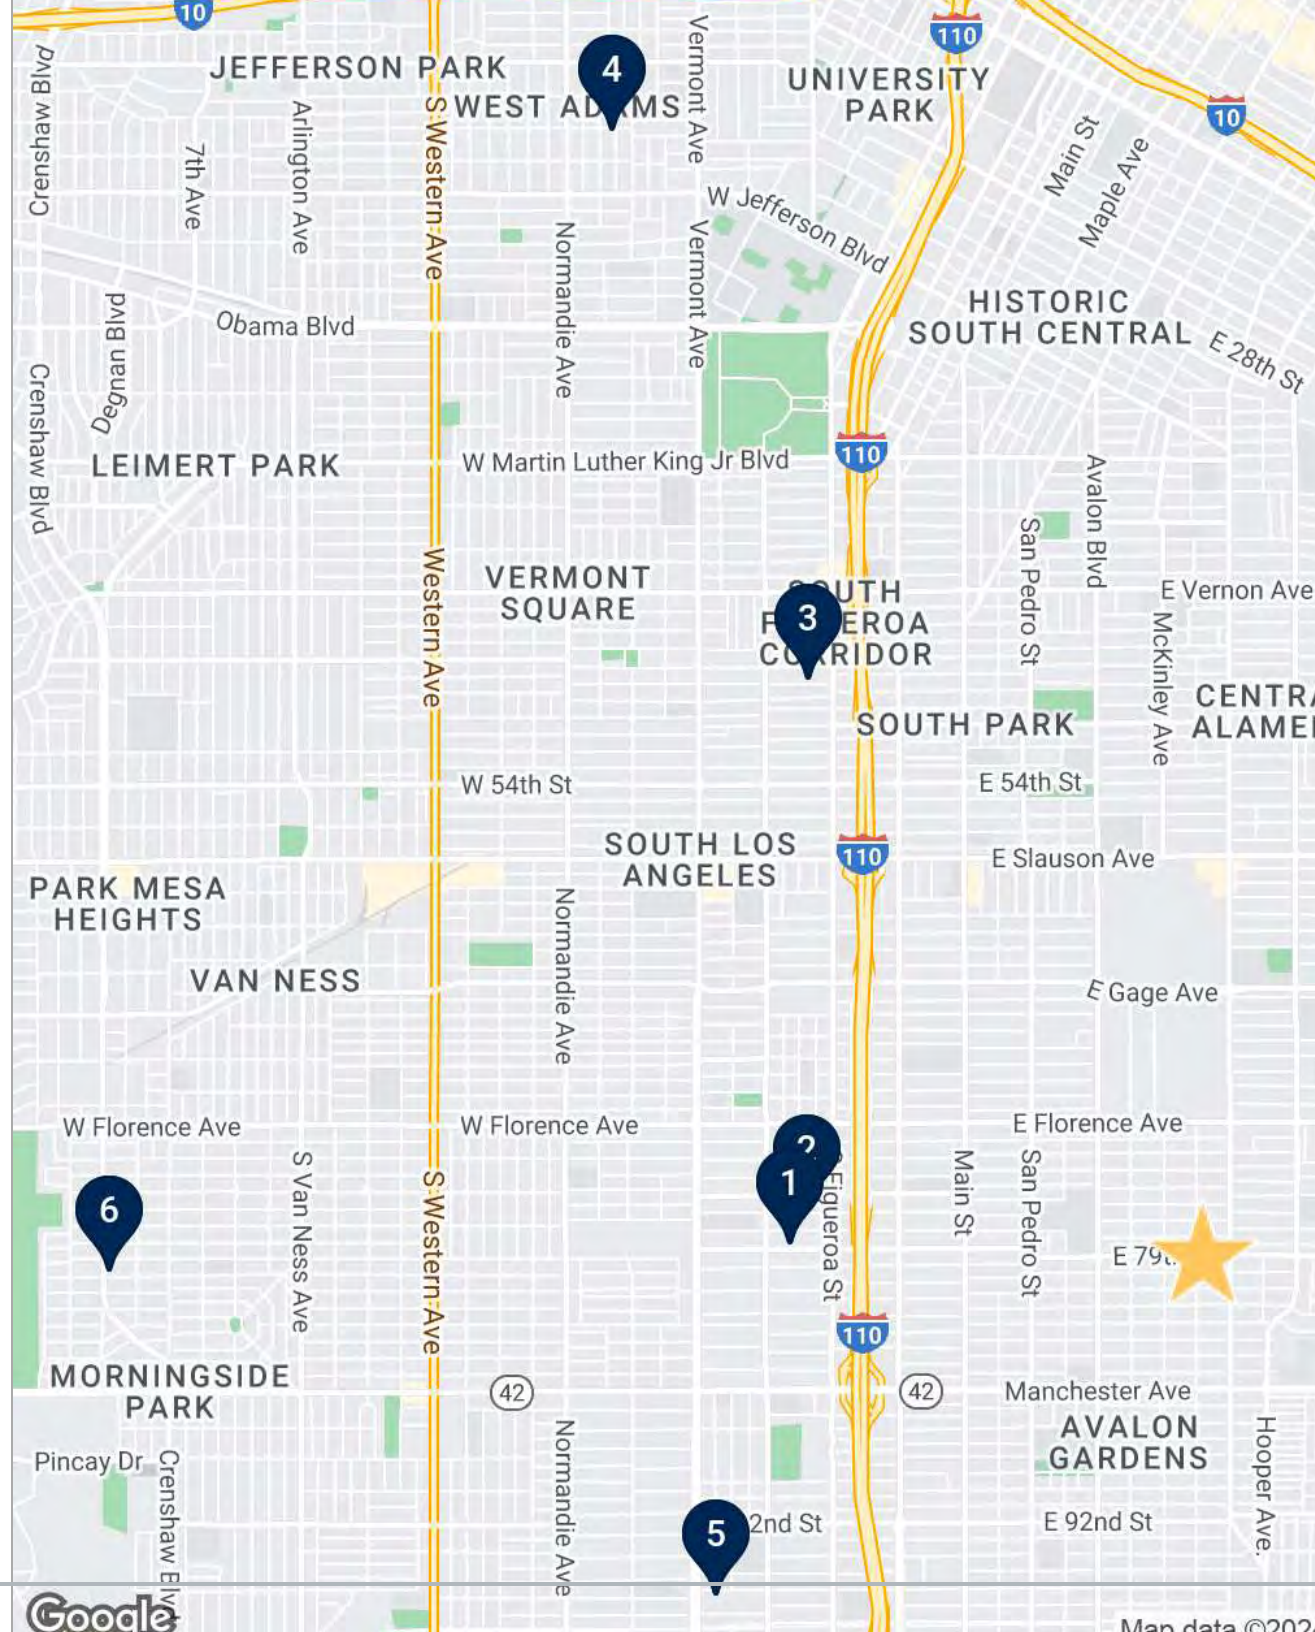 10
110
JEFFERSON PARK
4
WEST ADAMS
UNIVERSITY
PARK
10
Crenshaw Blvd
7th Ave
Arlington Ave
S Western Ave
Vermont Ave
Main St
Maple Ave
W Jefferson Blvd
Normandie Ave
Vermont Ave
Degnan Blvd
Obama Blvd
HISTORIC
SOUTH CENTRAL
E 28th St
Crenshaw Blvd
LEIMERT PARK
W Martin Luther King Jr Blvd
110
Avalon Blvd
San Pedro St
Western Ave
VERMONT
SQUARE
3
CORRIDOR
E Vernon Ave
McKinley Ave
SOUTH PARK
W 54th St
E 54th St
SOUTH LOS
ANGELES
110
E Slauson Ave
PARK MESA
HEIGHTS
Normandie Ave
VAN NESS
E Gage Ave
W Florence Ave
W Florence Ave
E Florence Ave
2
1
6
S Van Ness Ave
S Western Ave
Figueroa St
Main St
San Pedro St
E 79t
110
MORNINGSIDE
PARK
42
42
Manchester Ave
AVALON
GARDENS
Hooper Ave.
Pincay Dr
Crenshaw Blvd
Normandie Ave
5
2nd St
E 92nd St
Google
Map data ©202